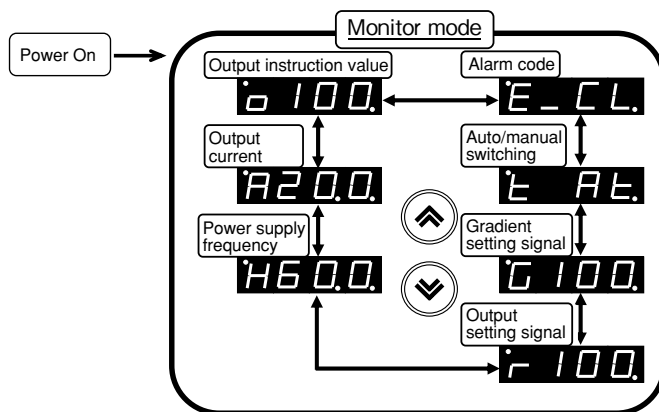 Monitor mode
Power On
Output instruction value
o 100.
Alarm code
E_CL.
Output
current
A20.0.
Auto/manual
switching
t At.
Power supply
frequency
H60.0.
Gradient
setting signal
G100.
Output
setting signal
r 100.